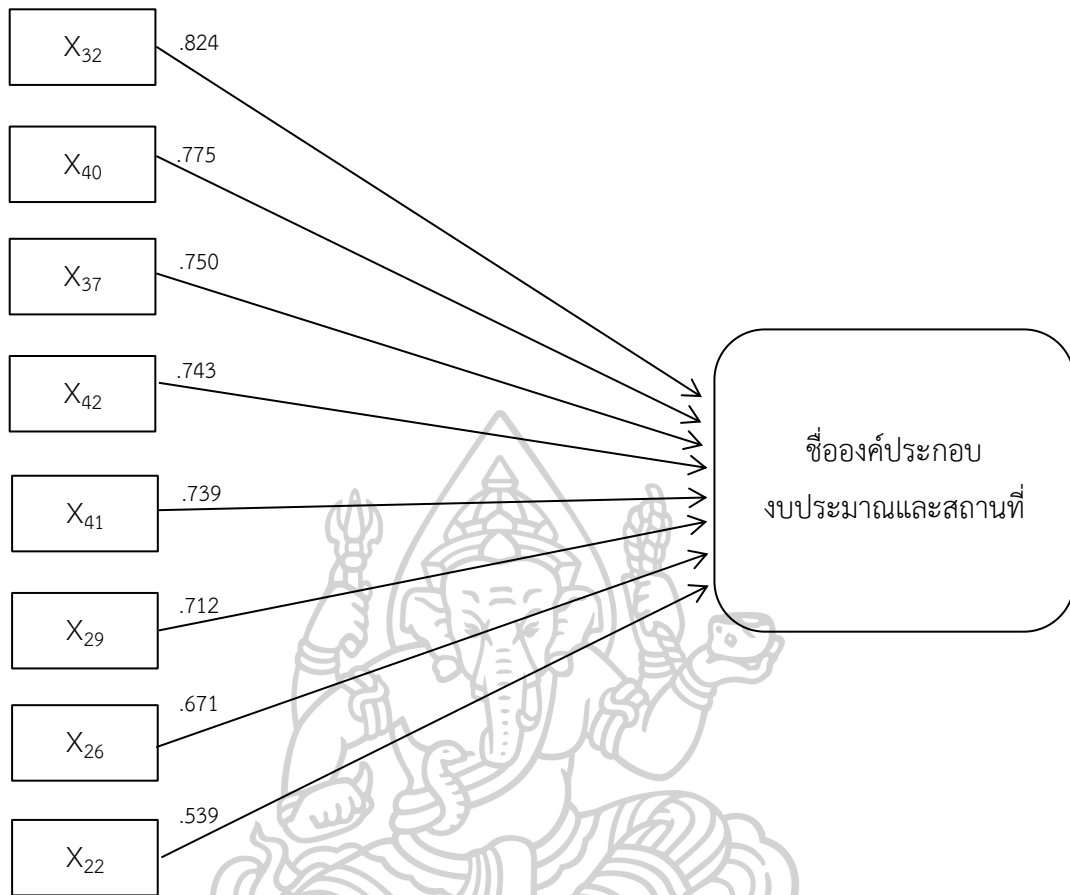 X32
.824
X40
.775
X37
.750
X42
.743
X41
.739
X29
.712
X26
.671
X22
.539
ชื่อองค์ประกอบ
งบประมาณและสถานที่